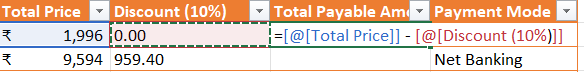 Total Price Discount (10%) Total Payable Amo Payment Mode
₹ 1,996 0.00 =[@[Total Price]] - [@[Discount (10%)]]
₹ 9,594 959.40 Net Banking